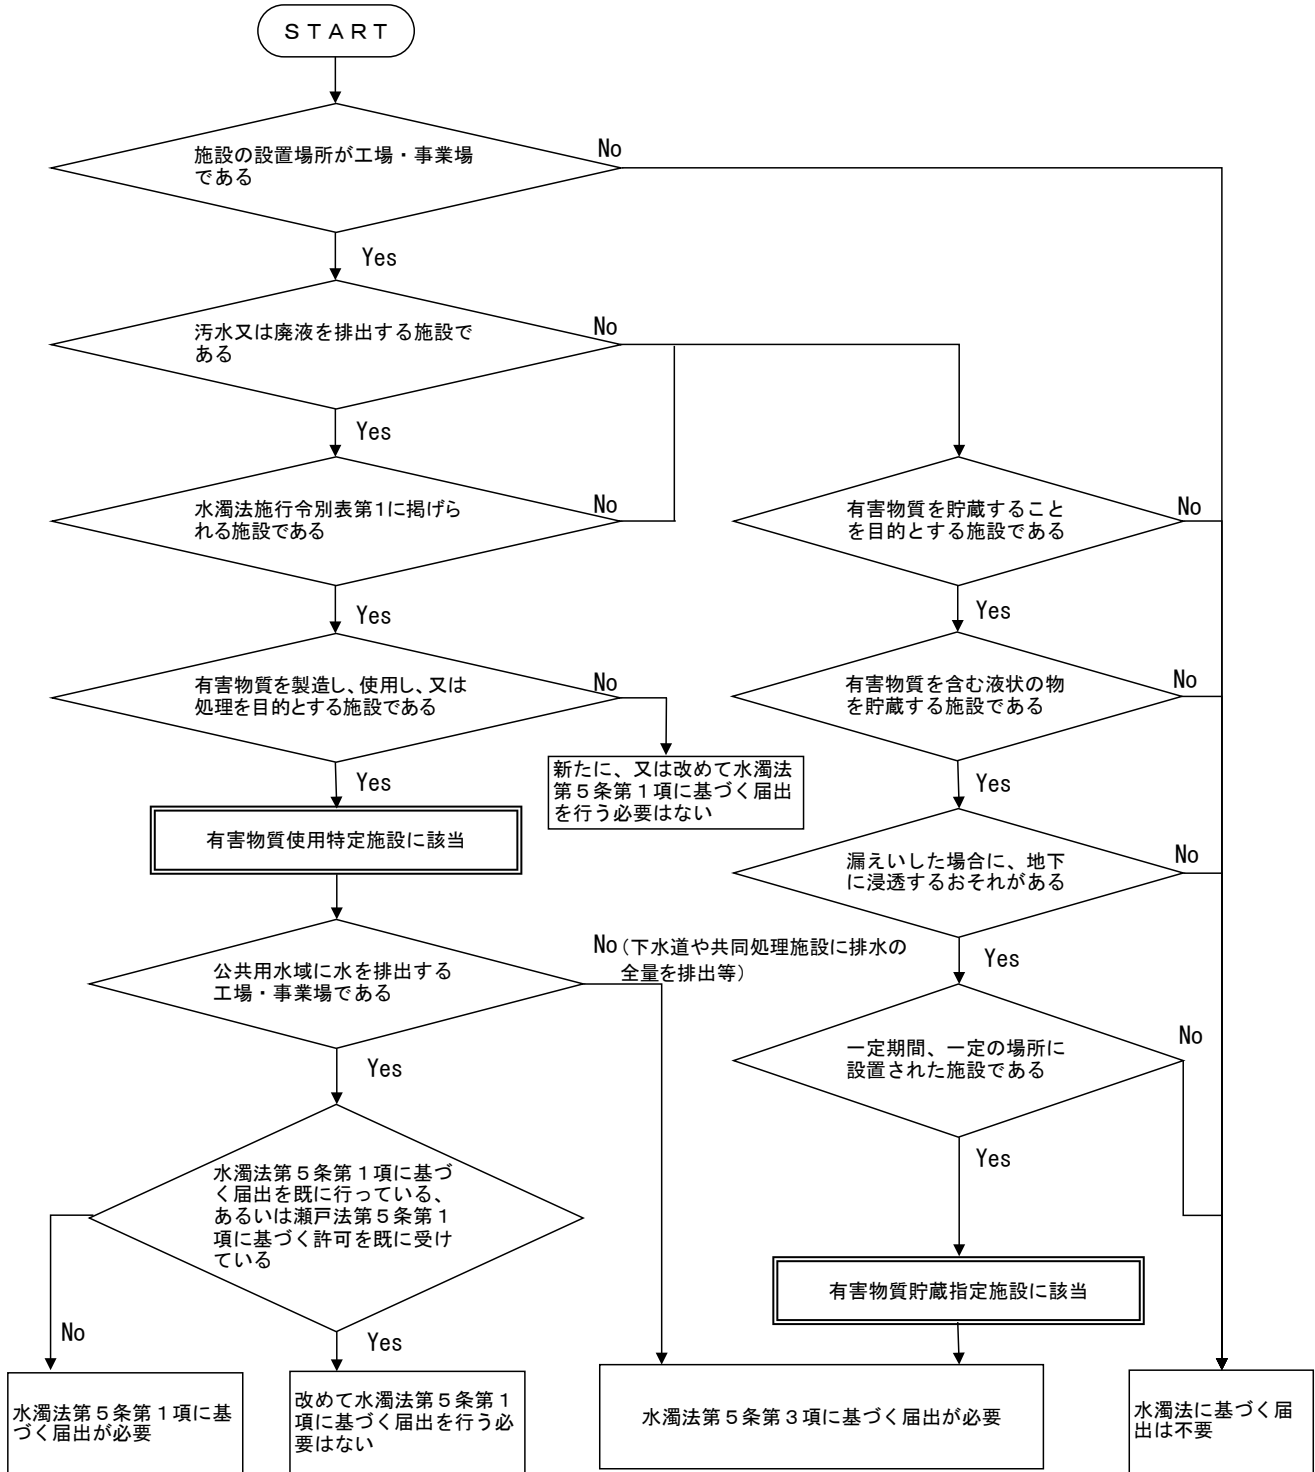 ＳＴＡＲＴ
施設の設置場所が工場・事業場
である
No
Yes
汚水又は廃液を排出する施設で
ある
No
Yes
水濁法施行令別表第1に掲げら
れる施設である
No
Yes
有害物質を製造し、使用し、又は
処理を目的とする施設である
No
新たに、又は改めて水濁法
第５条第１項に基づく届出
を行う必要はない
Yes
有害物質使用特定施設に該当
公共用水域に水を排出する
工場・事業場である
No（下水道や共同処理施設に排水の
全量を排出等）
Yes
水濁法第５条第１項に基づ
く届出を既に行っている、
あるいは瀬戸法第５条第１
項に基づく許可を既に受け
ている
No
Yes
水濁法第５条第１項に基
づく届出が必要
改めて水濁法第５条第１
項に基づく届出を行う必
要はない
有害物質を貯蔵すること
を目的とする施設である
No
Yes
有害物質を含む液状の物
を貯蔵する施設である
No
Yes
漏えいした場合に、地下
に浸透するおそれがある
No
Yes
一定期間、一定の場所に
設置された施設である
No
Yes
有害物質貯蔵指定施設に該当
水濁法第５条第３項に基づく届出が必要
水濁法に基づく届
出は不要